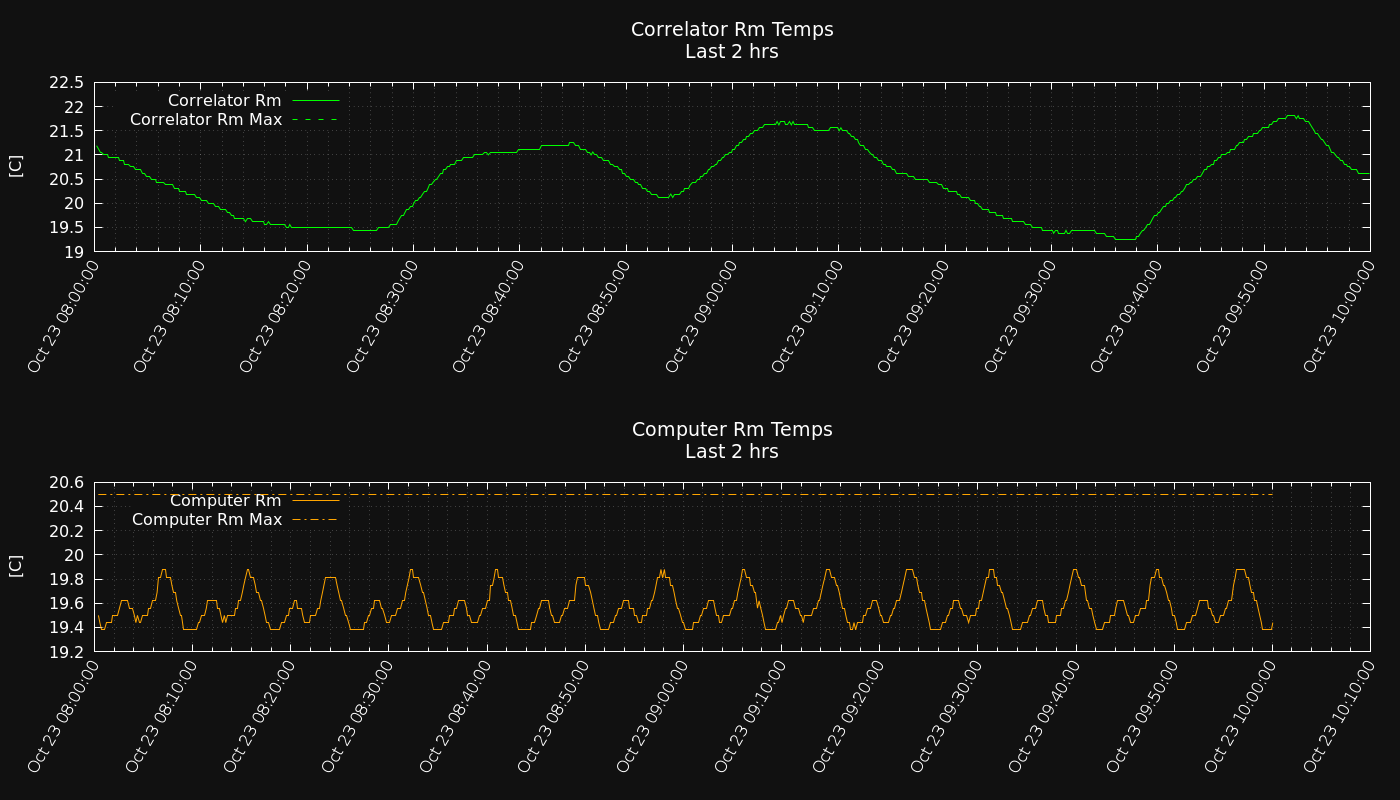 Correlator Rm Temps
Last 2 hrs
22.5
22
21.5
21
20.5
20
19.5
19
[C]
Correlator Rm
Correlator Rm Max
Oct 23 08:00:00
Oct 23 08:10:00
Oct 23 08:20:00
Oct 23 08:30:00
Oct 23 08:40:00
Oct 23 08:50:00
Oct 23 09:00:00
Oct 23 09:10:00
Oct 23 09:20:00
Oct 23 09:30:00
Oct 23 09:40:00
Oct 23 09:50:00
Oct 23 10:00:00
Computer Rm Temps
Last 2 hrs
20.6
20.4
20.2
20
19.8
19.6
19.4
19.2
[C]
Computer Rm
Computer Rm Max
Oct 23 08:00:00
Oct 23 08:10:00
Oct 23 08:20:00
Oct 23 08:30:00
Oct 23 08:40:00
Oct 23 08:50:00
Oct 23 09:00:00
Oct 23 09:10:00
Oct 23 09:20:00
Oct 23 09:30:00
Oct 23 09:40:00
Oct 23 09:50:00
Oct 23 10:00:00
Oct 23 10:10:00